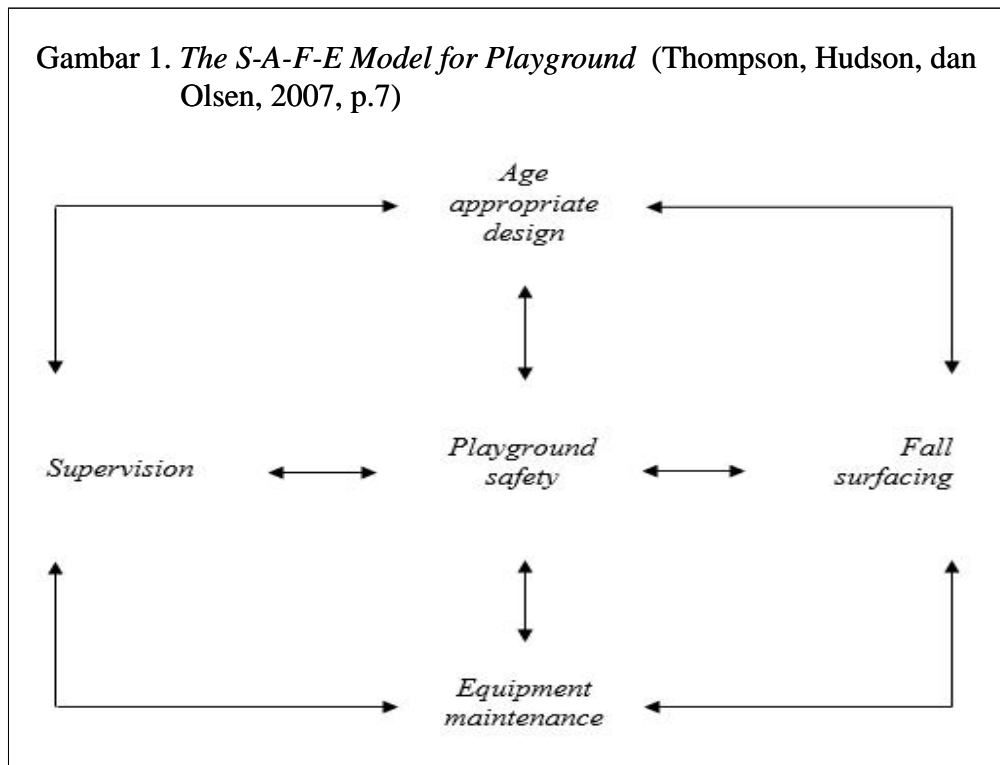 Gambar 1. The S-A-F-E Model for Playground (Thompson, Hudson, dan
Olsen, 2007, p.7)
Age
appropriate
design
Supervision
Playground
safety
Fall
surfacing
Equipment
maintenance